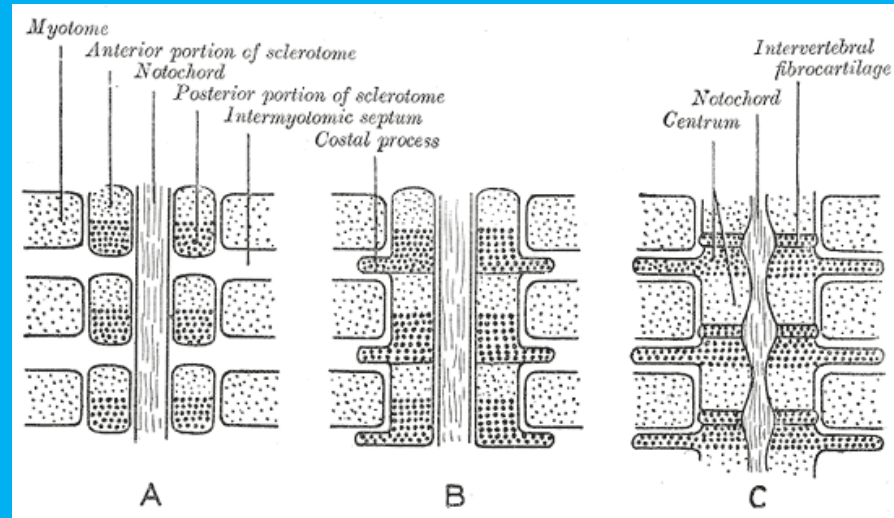 Myotome
Anterior portion of sclerotome
Notochord
Posterior portion of sclerotome
Intermyotomic septum
Costal process
Intervertebral
fibrocartilage
Notochord
Centrum
A
B
C